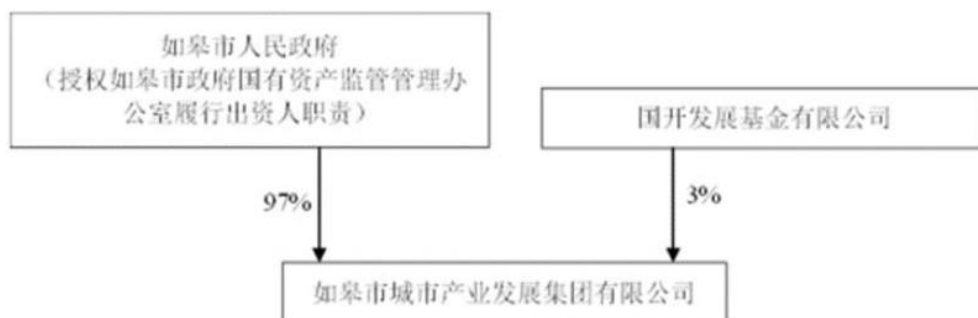 如皋市人民政府
（授权如皋市政府国有资产监管管理办
公室履行出资人职责）
国开发展基金有限公司
97%
3%
如皋市城市产业发展集团有限公司